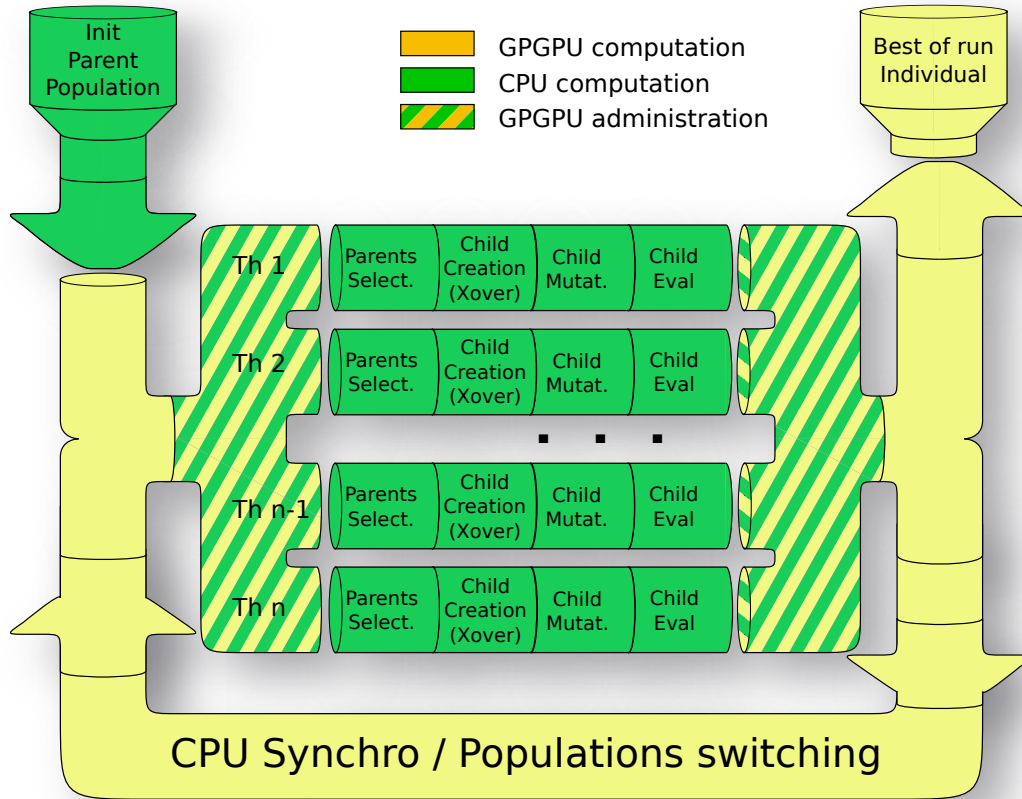 Init
Parent
Population
GPGPU computation
CPU computation
GPGPU administration
Best of run
Individual
Th 1
Parents
Select.
Child
Creation
(Xover)
Child
Mutat.
Child
Eval
Th 2
Parents
Select.
Child
Creation
(Xover)
Child
Mutat.
Child
Eval
. . .
Th n-1
Parents
Select.
Child
Creation
(Xover)
Child
Mutat.
Child
Eval
Th n
Parents
Select.
Child
Creation
(Xover)
Child
Mutat.
Child
Eval
CPU Synchro / Populations switching